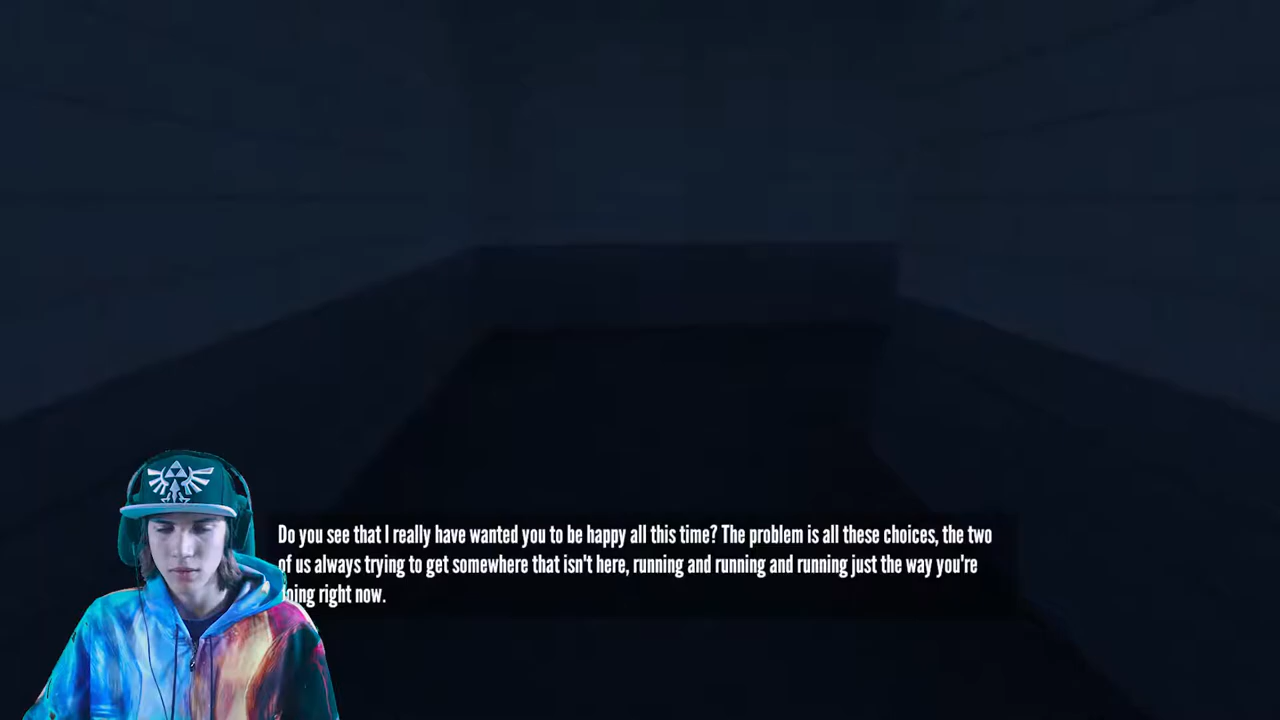 Do you see that I really have wanted you to be happy all this time? The problem is all these choices, the two
of us always trying to get somewhere that isn't here, running and running and running just the way you're
doing right now.